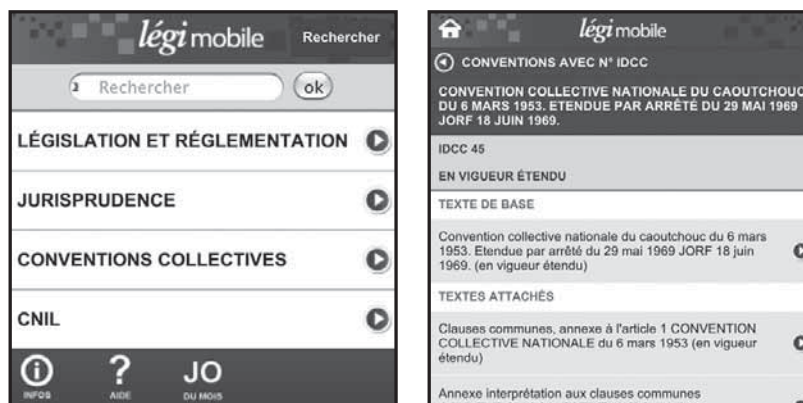 légi mobile
Rechercher
Rechercher
ok
LÉGISLATION ET RÉGLEMENTATION
JURISPRUDENCE
CONVENTIONS COLLECTIVES
CNIL
INFOS
? AIDE
JO
DU MOIS
légi mobile
CONVENTIONS AVEC N° IDCC
CONVENTION COLLECTIVE NATIONALE DU CAOUTCHOUC
DU 6 MARS 1953. ETENDUE PAR ARRÊTÉ DU 29 MAI 1969
JORF 18 JUIN 1969.
IDCC 45
EN VIGUEUR ÉTENDU
TEXTE DE BASE
Convention collective nationale du caoutchouc du 6 mars
1953. Etendue par arrêté du 29 mai 1969 JORF 18 juin
1969. (en vigueur étendu)
TEXTES ATTACHÉS
Clauses communes, annexe à l'article 1 CONVENTION
COLLECTIVE NATIONALE du 6 mars 1953 (en vigueur
étendu)
Annexe interprétation aux clauses communes